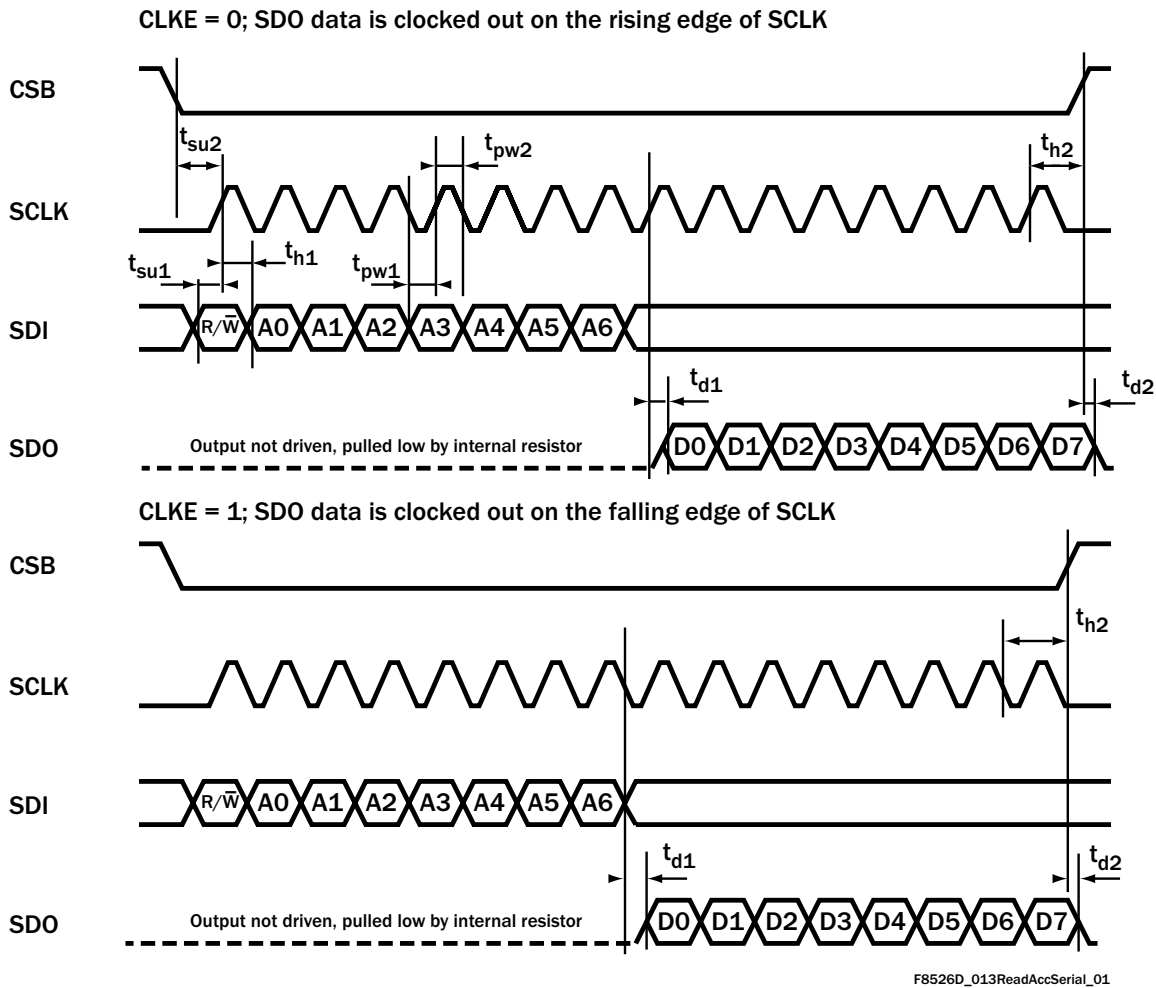 CLKE = 0; SDO data is clocked out on the rising edge of SCLK
CSB
tsu2
tpw2
th2
SCLK
tsu1
th1
tpw1
SDI
R/W̅ A0 A1 A2 A3 A4 A5 A6
td1
td2
SDO
Output not driven, pulled low by internal resistor
D0 D1 D2 D3 D4 D5 D6 D7
CLKE = 1; SDO data is clocked out on the falling edge of SCLK
CSB
th2
SCLK
SDI
R/W̅ A0 A1 A2 A3 A4 A5 A6
td1
td2
SDO
Output not driven, pulled low by internal resistor
D0 D1 D2 D3 D4 D5 D6 D7
F8526D_013ReadAccSerial_01